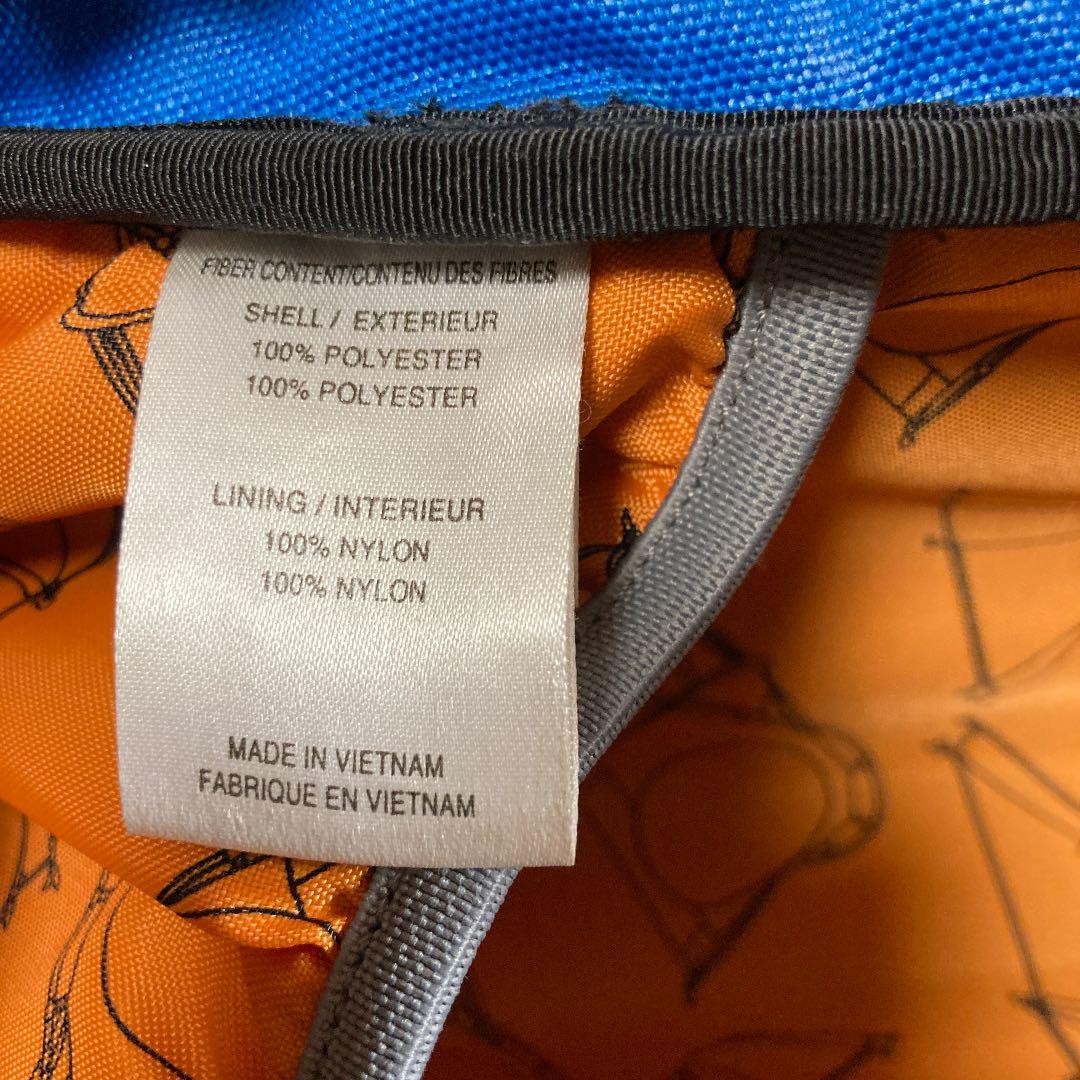 FIBER CONTENT/CONTENU DES FIBRES
SHELL / EXTERIEUR
100% POLYESTER
100% POLYESTER
LINING / INTERIEUR
100% NYLON
100% NYLON
MADE IN VIETNAM
FABRIQUE EN VIETNAM